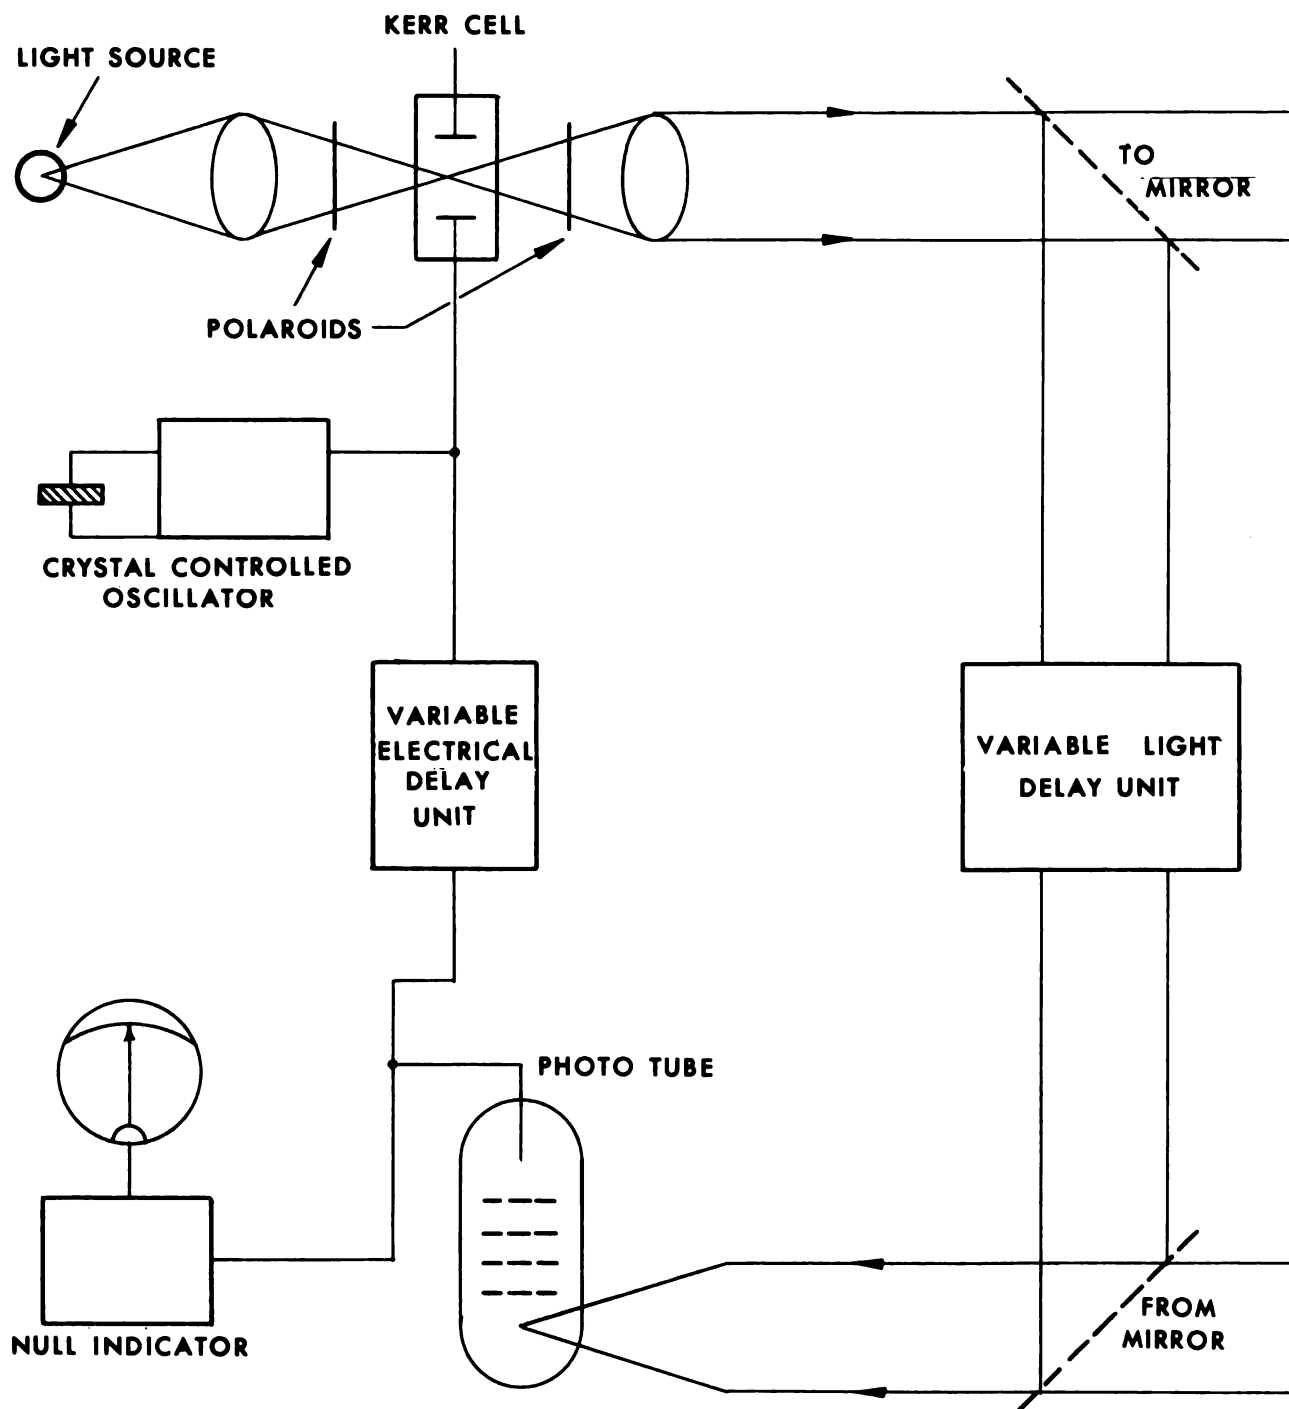 KERR CELL
LIGHT SOURCE
TO
MIRROR
POLAROIDS
CRYSTAL CONTROLLED
OSCILLATOR
VARIABLE
ELECTRICAL
DELAY
UNIT
VARIABLE LIGHT
DELAY UNIT
PHOTO TUBE
FROM
MIRROR
NULL INDICATOR